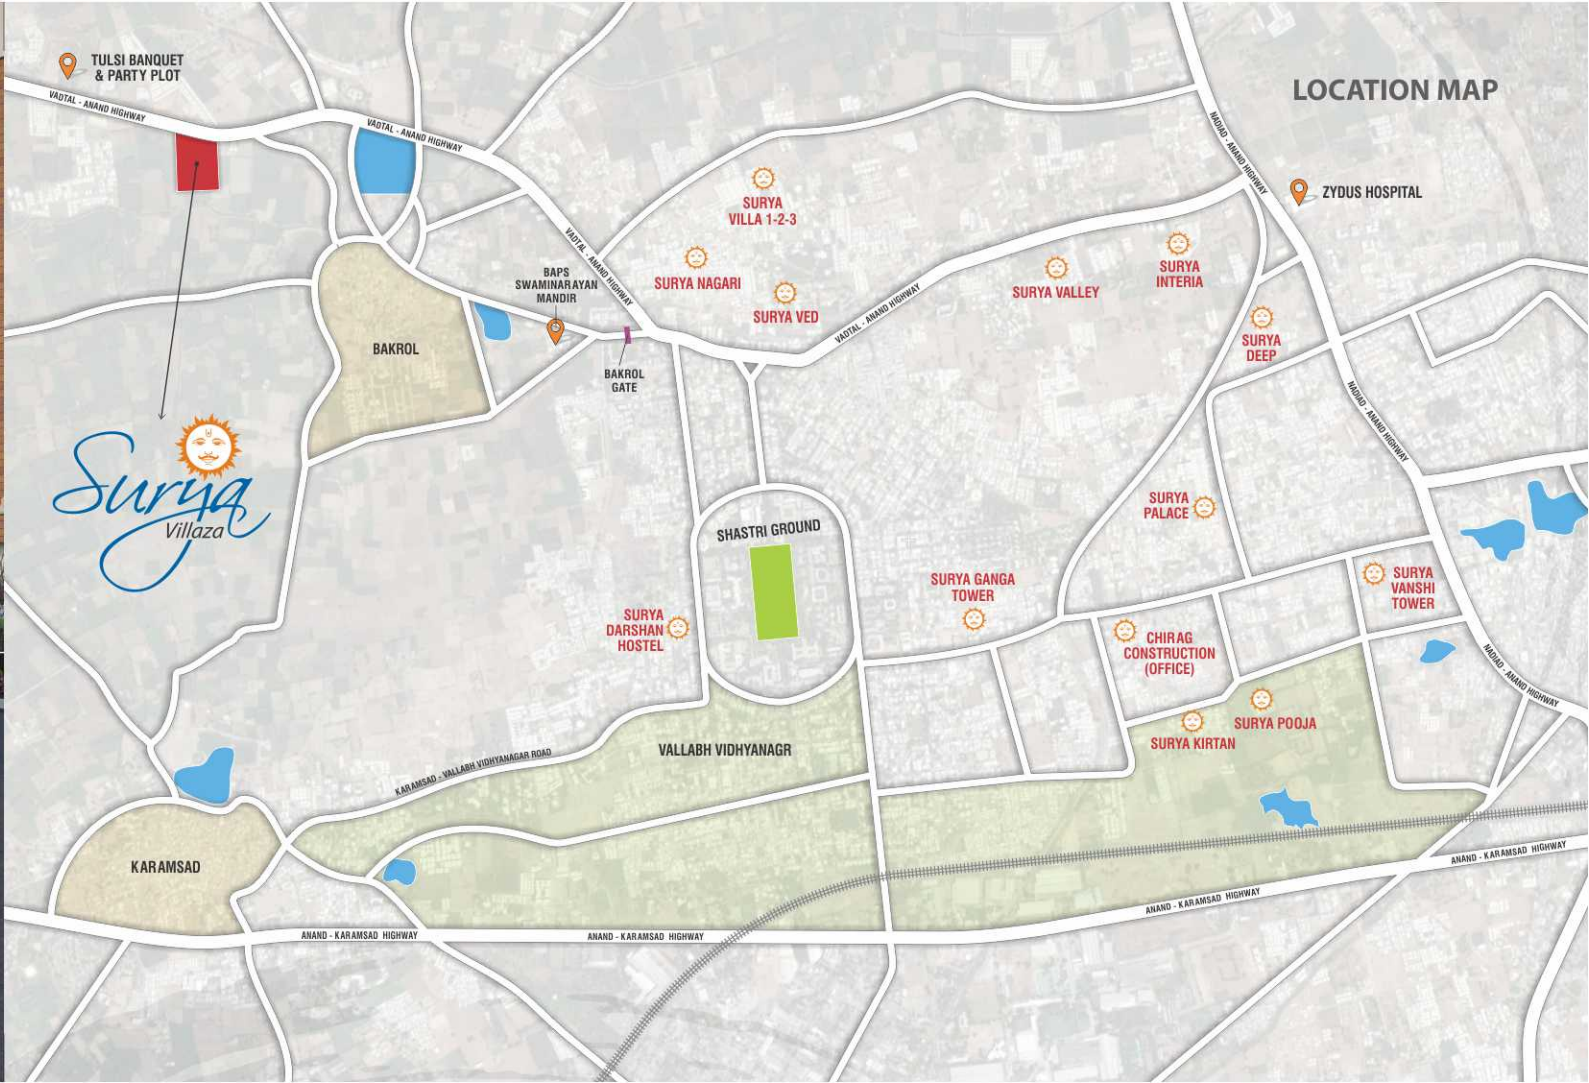 LOCATION MAP
TULSI BANQUET
& PARTY PLOT
VADTAL - ANAND HIGHWAY
VADTAL - ANAND HIGHWAY
NADIAD - ANAND HIGHWAY
ZYDUS HOSPITAL
SURYA
VILLA 1-2-3
VADTAL - ANAND HIGHWAY
SURYA NAGARI
SURYA VED
BAPS
SWAMINARAYAN
MANDIR
BAKROL
GATE
BAKROL
VADTAL - ANAND HIGHWAY
SURYA VALLEY
SURYA
INTERIA
SURYA
DEEP
NADIAD - ANAND HIGHWAY
Surya
Villaza
SHASTRI GROUND
SURYA
PALACE
SURYA GANGA
TOWER
SURYA
VANSHI
TOWER
SURYA
DARSHAN
HOSTEL
CHIRAG
CONSTRUCTION
(OFFICE)
NADIAD - ANAND HIGHWAY
SURYA POOJA
SURYA KIRTAN
VALLABH VIDHYANAGR
KARAMSAD - VALLABH VIDHYANAGAR ROAD
KARAMSAD
ANAND - KARAMSAD HIGHWAY
ANAND - KARAMSAD HIGHWAY
ANAND - KARAMSAD HIGHWAY
ANAND - KARAMSAD HIGHWAY